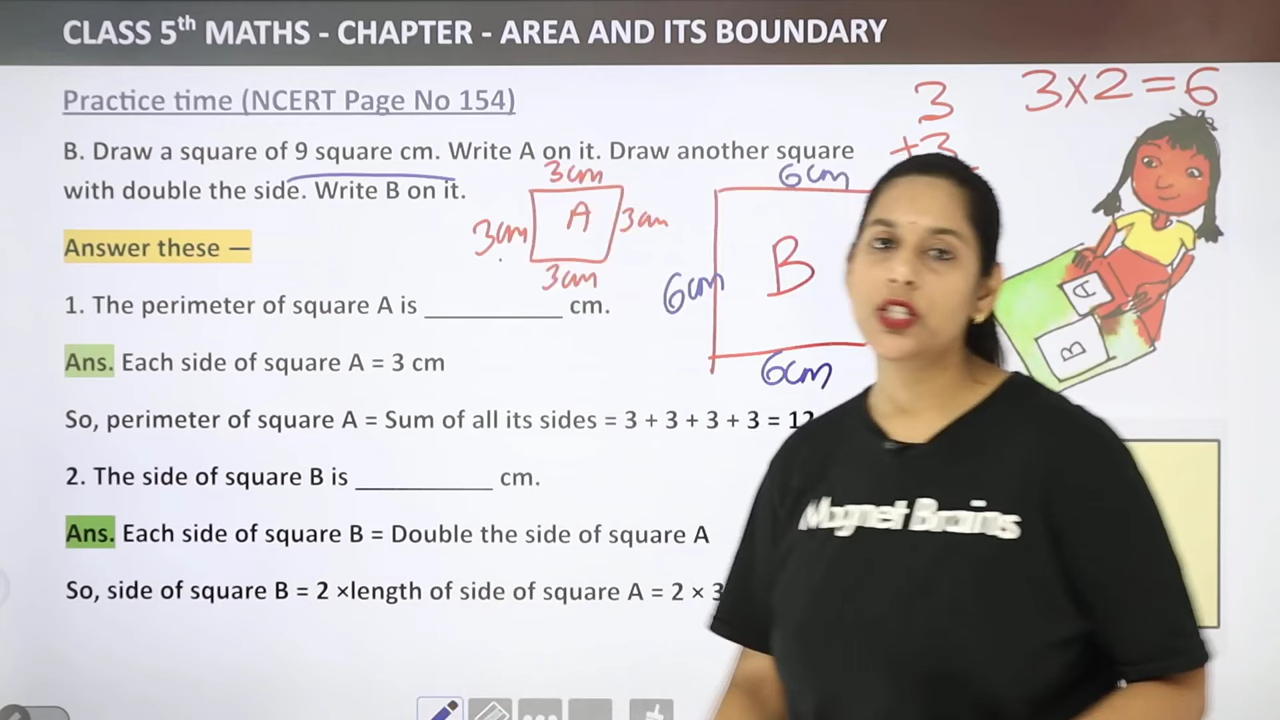 CLASS 5th MATHS - CHAPTER - AREA AND ITS BOUNDARY
Practice time (NCERT Page No 154)
3
+3
3×2=6
B. Draw a square of 9 square cm. Write A on it. Draw another square
with double the side. Write B on it.
3cm
3cm
A
3cm
3cm
6cm
6cm
B
6cm
A
B
Answer these —
1. The perimeter of square A is __________ cm.
Ans. Each side of square A = 3 cm
So, perimeter of square A = Sum of all its sides = 3 + 3 + 3 + 3 = 12
2. The side of square B is __________ cm.
Ans. Each side of square B = Double the side of square A
So, side of square B = 2 ×length of side of square A = 2 × 3
Magnet Brains